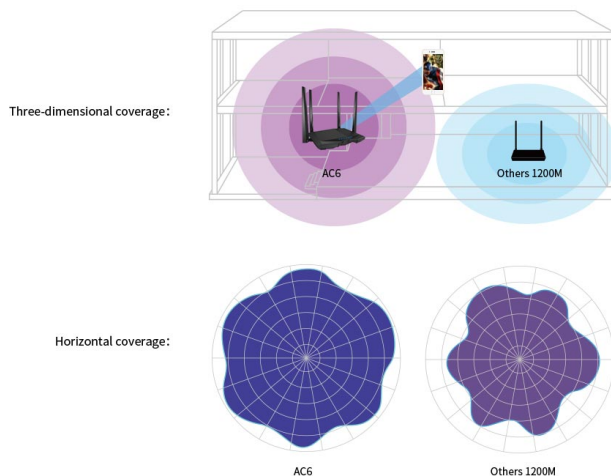 Three-dimensional coverage:
AC6
Others 1200M
Horizontal coverage:
AC6
Others 1200M